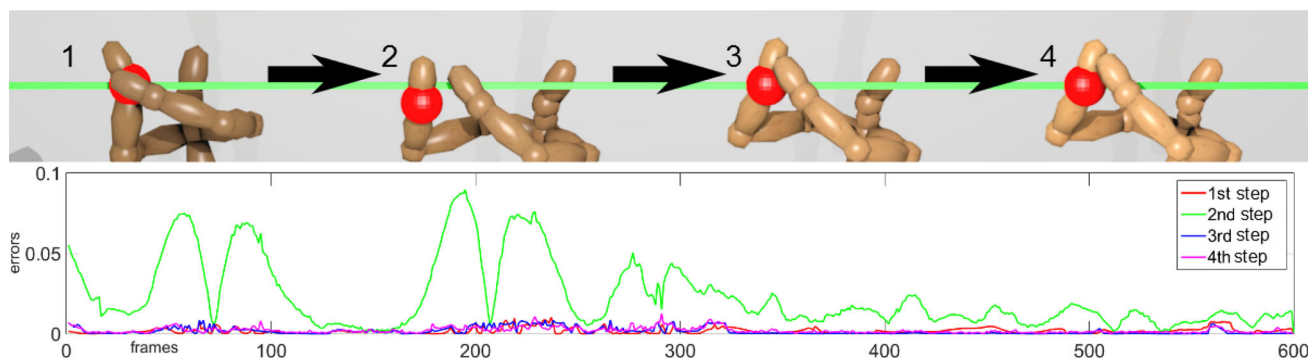 1 2 3 4
0.1
1st step
2nd step
3rd step
4th step
errors
0.05
0
0 100 200 300 400 500 600
frames